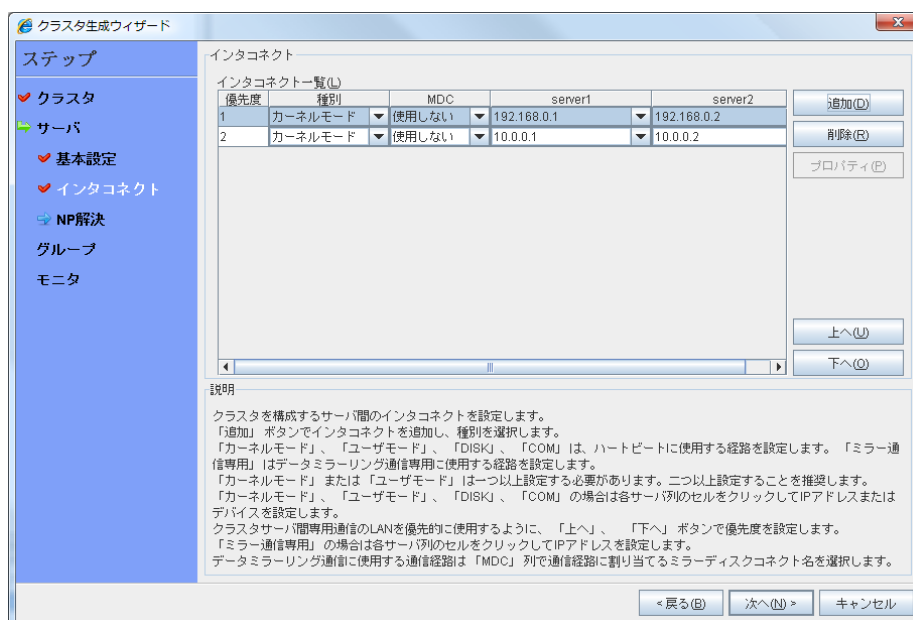 クラスタ生成ウィザード
ステップ
クラスタ
サーバ
基本設定
インタコネクト
NP解決
グループ
モニタ
インタコネクト
インタコネクト一覧(L)
優先度 種別 MDC server1 server2
1 カーネルモード 使用しない 192.168.0.1 192.168.0.2
2 カーネルモード 使用しない 10.0.0.1 10.0.0.2
追加(D)
削除(R)
プロパティ(P)
上へ(U)
下へ(O)
説明
クラスタを構成するサーバ間のインタコネクトを設定します。
「追加」 ボタンでインタコネクトを追加し、種別を選択します。
「カーネルモード」、「ユーザモード」、「DISK」、「COM」は、ハートビートに使用する経路を設定します。「ミラー通
信専用」はデータミラーリング通信専用に使用する経路を設定します。
「カーネルモード」 または 「ユーザモード」 は一つ以上設定する必要があります。二つ以上設定することを推奨します。
「カーネルモード」、「ユーザモード」、「DISK」、「COM」 の場合は各サーバ列のセルをクリックしてIPアドレスまたは
デバイスを設定します。
クラスタサーバ間専用通信のLANを優先的に使用するように、「上へ」、「下へ」 ボタンで優先度を設定します。
「ミラー通信専用」 の場合は各サーバ列のセルをクリックしてIPアドレスを設定します。
データミラーリング通信に使用する通信経路は 「MDC」 列で通信経路に割り当てるミラーディスクコネクト名を選択します。
<戻る(B) 次へ(N)> キャンセル